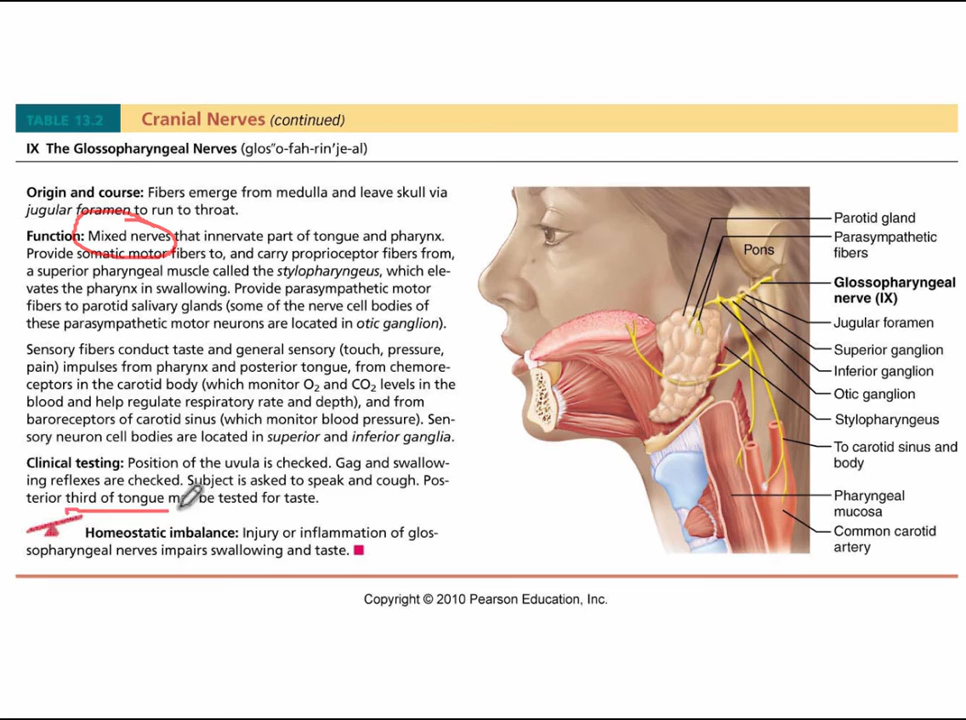 TABLE 13.2
Cranial Nerves (continued)
IX The Glossopharyngeal Nerves (glos″o-fah-rin′je-al)
Origin and course: Fibers emerge from medulla and leave skull via
jugular foramen to run to throat.
Function: Mixed nerves that innervate part of tongue and pharynx.
Provide somatic motor fibers to, and carry proprioceptor fibers from,
a superior pharyngeal muscle called the stylopharyngeus, which ele-
vates the pharynx in swallowing. Provide parasympathetic motor
fibers to parotid salivary glands (some of the nerve cell bodies of
these parasympathetic motor neurons are located in otic ganglion).
Sensory fibers conduct taste and general sensory (touch, pressure,
pain) impulses from pharynx and posterior tongue, from chemore-
ceptors in the carotid body (which monitor O2 and CO2 levels in the
blood and help regulate respiratory rate and depth), and from
baroreceptors of carotid sinus (which monitor blood pressure). Sen-
sory neuron cell bodies are located in superior and inferior ganglia.
Clinical testing: Position of the uvula is checked. Gag and swallow-
ing reflexes are checked. Subject is asked to speak and cough. Pos-
terior third of tongue be tested for taste.
Homeostatic imbalance: Injury or inflammation of glos-
sopharyngeal nerves impairs swallowing and taste.
Pons
Parotid gland
Parasympathetic
fibers
Glossopharyngeal
nerve (IX)
Jugular foramen
Superior ganglion
Inferior ganglion
Otic ganglion
Stylopharyngeus
To carotid sinus and
body
Pharyngeal
mucosa
Common carotid
artery
Copyright © 2010 Pearson Education, Inc.